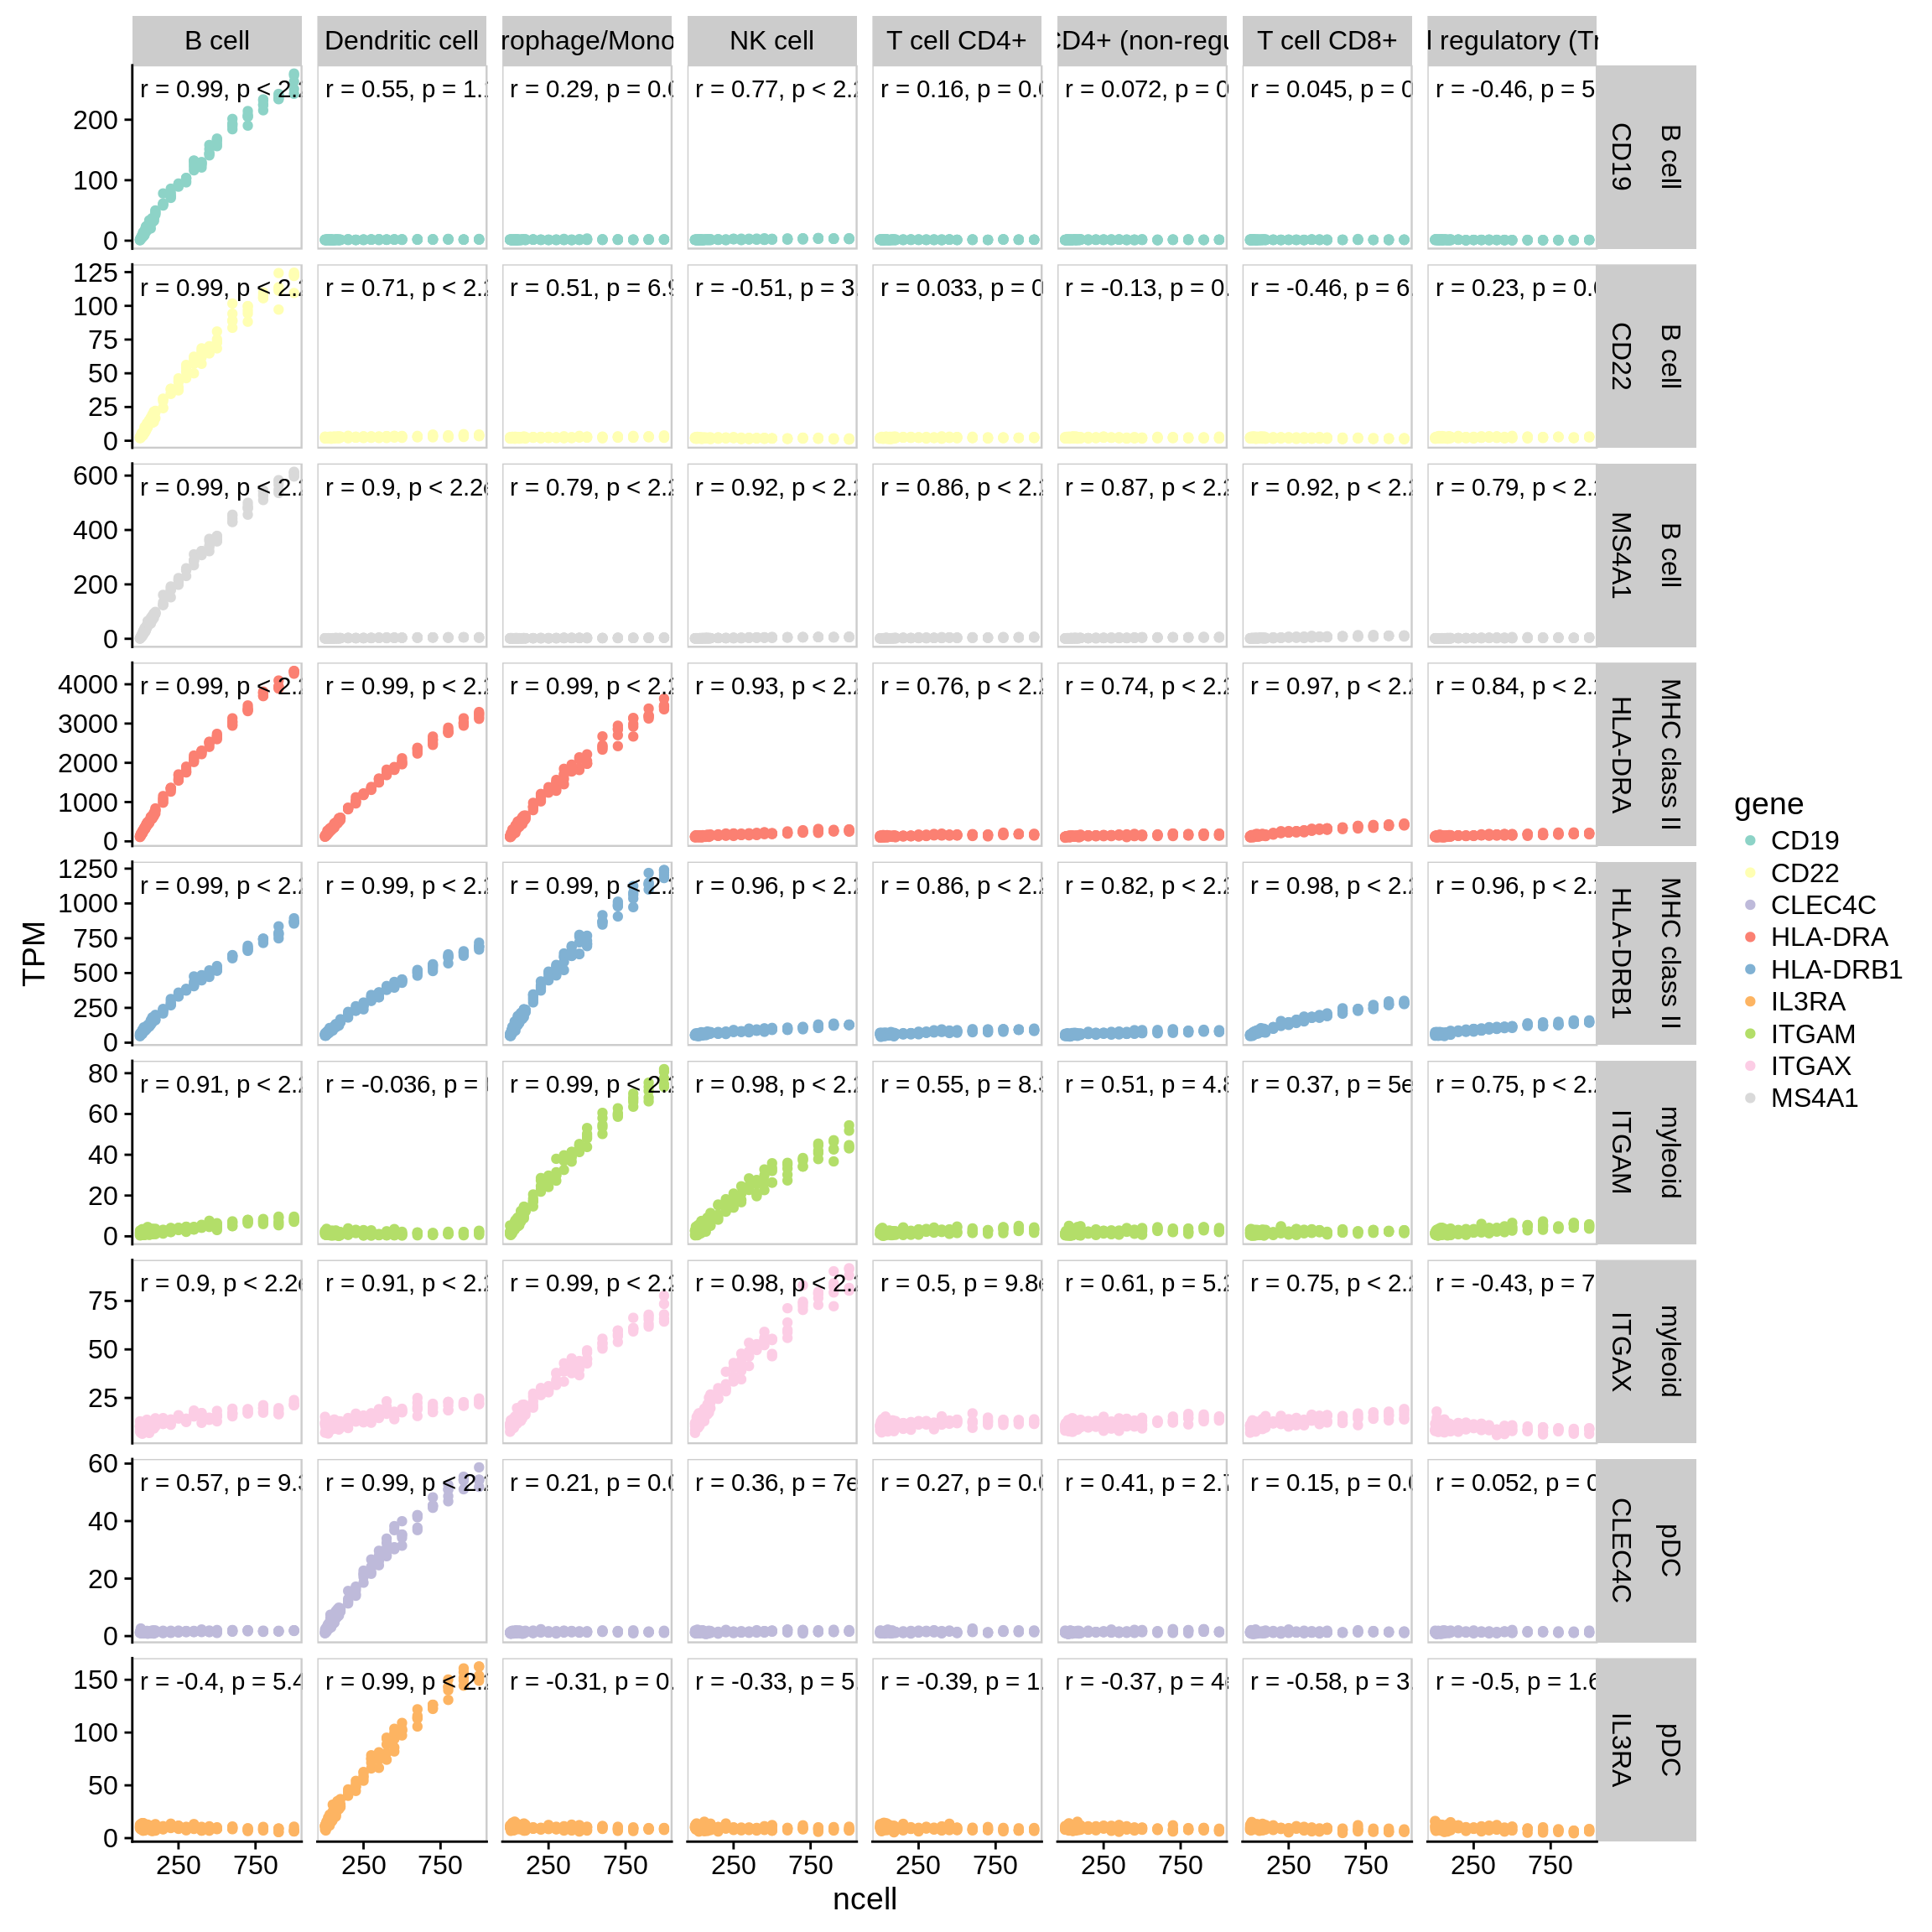 B cell Dendritic cell rophage/Mono NK cell T cell CD4+ CD4+ (non-regu T cell CD8+ l regulatory (Tr
r = 0.99, p < 2.2 r = 0.55, p = 1. r = 0.29, p = 0.0 r = 0.77, p < 2.2 r = 0.16, p = 0.0 r = 0.072, p = 0 r = 0.045, p = 0 r = -0.46, p = 5
200
100
0
CD19 B cell
r = 0.99, p < 2.2 r = 0.71, p < 2.2 r = 0.51, p = 6.9 r = -0.51, p = 3. r = 0.033, p = 0 r = -0.13, p = 0. r = -0.46, p = 6 r = 0.23, p = 0.0
125
100
75
50
25
0
CD22 B cell
r = 0.99, p < 2.2 r = 0.9, p < 2.2e r = 0.79, p < 2.2 r = 0.92, p < 2.2 r = 0.86, p < 2.2 r = 0.87, p < 2.2 r = 0.92, p < 2.2 r = 0.79, p < 2.2
600
400
200
0
MS4A1 B cell
r = 0.99, p < 2.2 r = 0.99, p < 2.2 r = 0.99, p < 2.2 r = 0.93, p < 2.2 r = 0.76, p < 2.2 r = 0.74, p < 2.2 r = 0.97, p < 2.2 r = 0.84, p < 2.2
4000
3000
2000
1000
0
HLA-DRA MHC class II
r = 0.99, p < 2.2 r = 0.99, p < 2.2 r = 0.99, p < 2.2 r = 0.96, p < 2.2 r = 0.86, p < 2.2 r = 0.82, p < 2.2 r = 0.98, p < 2.2 r = 0.96, p < 2.2
1250
1000
750
500
250
0
HLA-DRB1 MHC class II
r = 0.91, p < 2.2 r = -0.036, p = r = 0.99, p < 2.2 r = 0.98, p < 2.2 r = 0.55, p = 8.3 r = 0.51, p = 4.8 r = 0.37, p = 5e r = 0.75, p < 2.2
80
60
40
20
0
ITGAM myleoid
r = 0.9, p < 2.2e r = 0.91, p < 2.2 r = 0.99, p < 2.2 r = 0.98, p < 2.2 r = 0.5, p = 9.8e r = 0.61, p = 5.2 r = 0.75, p < 2.2 r = -0.43, p = 7
75
50
25
ITGAX myleoid
r = 0.57, p = 9.3 r = 0.99, p < 2.2 r = 0.21, p = 0.0 r = 0.36, p = 7e r = 0.27, p = 0.0 r = 0.41, p = 2.7 r = 0.15, p = 0.0 r = 0.052, p = 0
60
40
20
0
CLEC4C pDC
r = -0.4, p = 5.4 r = 0.99, p < 2.2 r = -0.31, p = 0. r = -0.33, p = 5. r = -0.39, p = 1. r = -0.37, p = 4 r = -0.58, p = 3. r = -0.5, p = 1.6
150
100
50
0
IL3RA pDC
250 750 250 750 250 750 250 750 250 750 250 750 250 750 250 750
ncell
TPM
gene
CD19
CD22
CLEC4C
HLA-DRA
HLA-DRB1
IL3RA
ITGAM
ITGAX
MS4A1